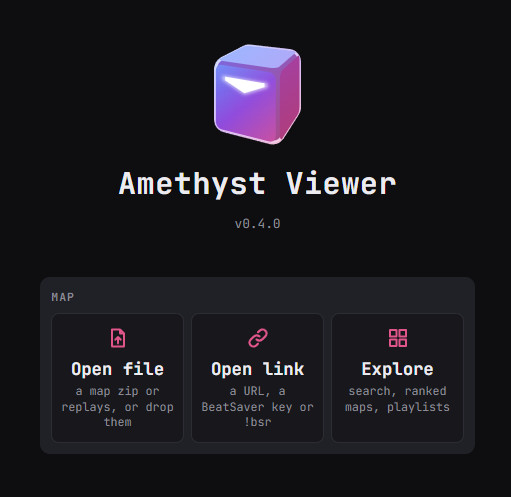 Amethyst Viewer
v0.4.0
MAP
Open file
a map zip or
replays, or drop
them
Open link
a URL, a
BeatSaver key or
!bsr
Explore
search, ranked
maps, playlists